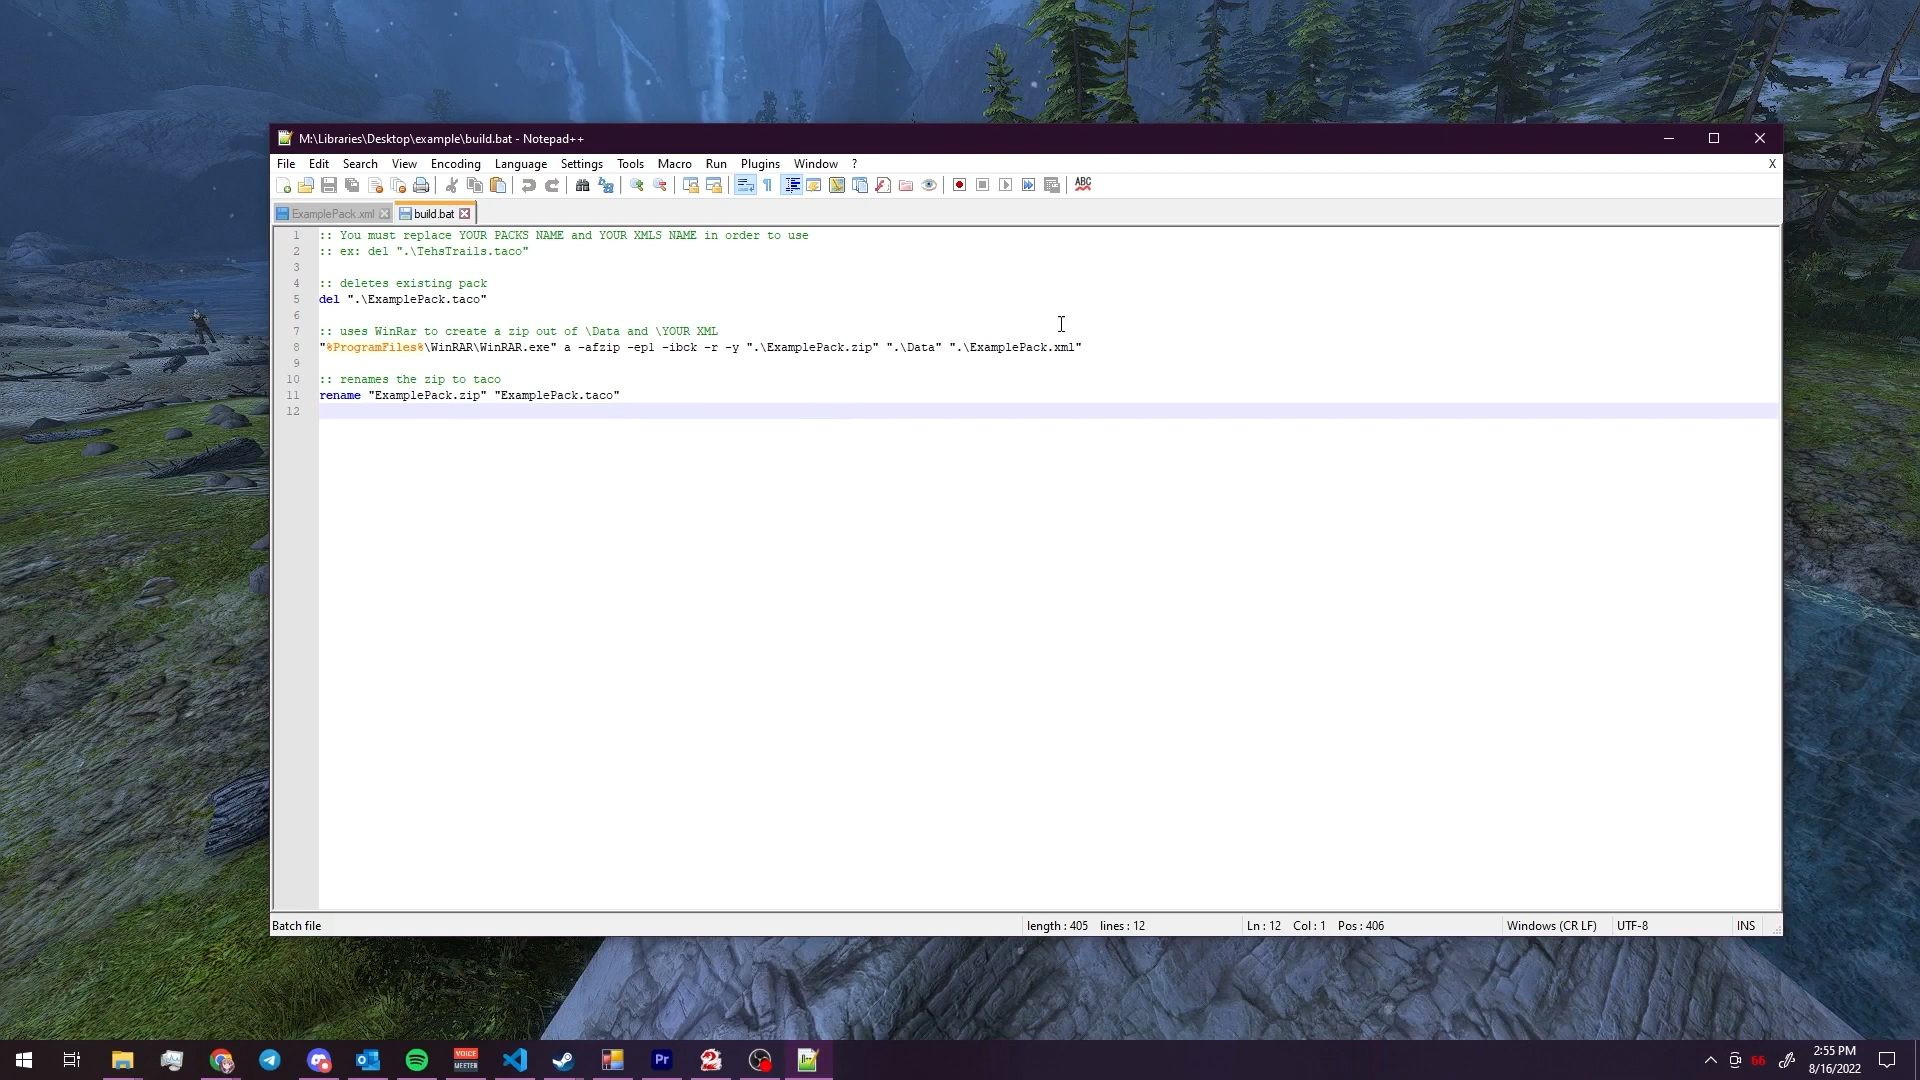 M:\Libraries\Desktop\example\build.bat - Notepad++
File Edit Search View Encoding Language Settings Tools Macro Run Plugins Window ? X
ABC
ExamplePack.xml build.bat
1 :: You must replace YOUR PACKS NAME and YOUR XMLS NAME in order to use
2 :: ex: del ".\TehsTrails.taco"
3
4 :: deletes existing pack
5 del ".\ExamplePack.taco"
6
7 :: uses WinRar to create a zip out of \Data and \YOUR XML
8 "%ProgramFiles%\WinRAR\WinRAR.exe" a -afzip -ep1 -ibck -r -y ".\ExamplePack.zip" ".\Data" ".\ExamplePack.xml"
9
10 :: renames the zip to taco
11 rename "ExamplePack.zip" "ExamplePack.taco"
12
Batch file length : 405 lines : 12 Ln : 12 Col : 1 Pos : 406 Windows (CR LF) UTF-8 INS
VOICE
MEETER
Pr
66
2:55 PM
8/16/2022